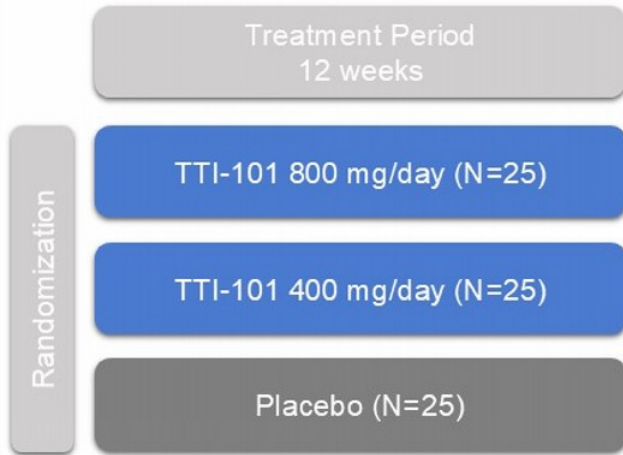 Treatment Period
12 weeks
Randomization
TTI-101 800 mg/day (N=25)
TTI-101 400 mg/day (N=25)
Placebo (N=25)